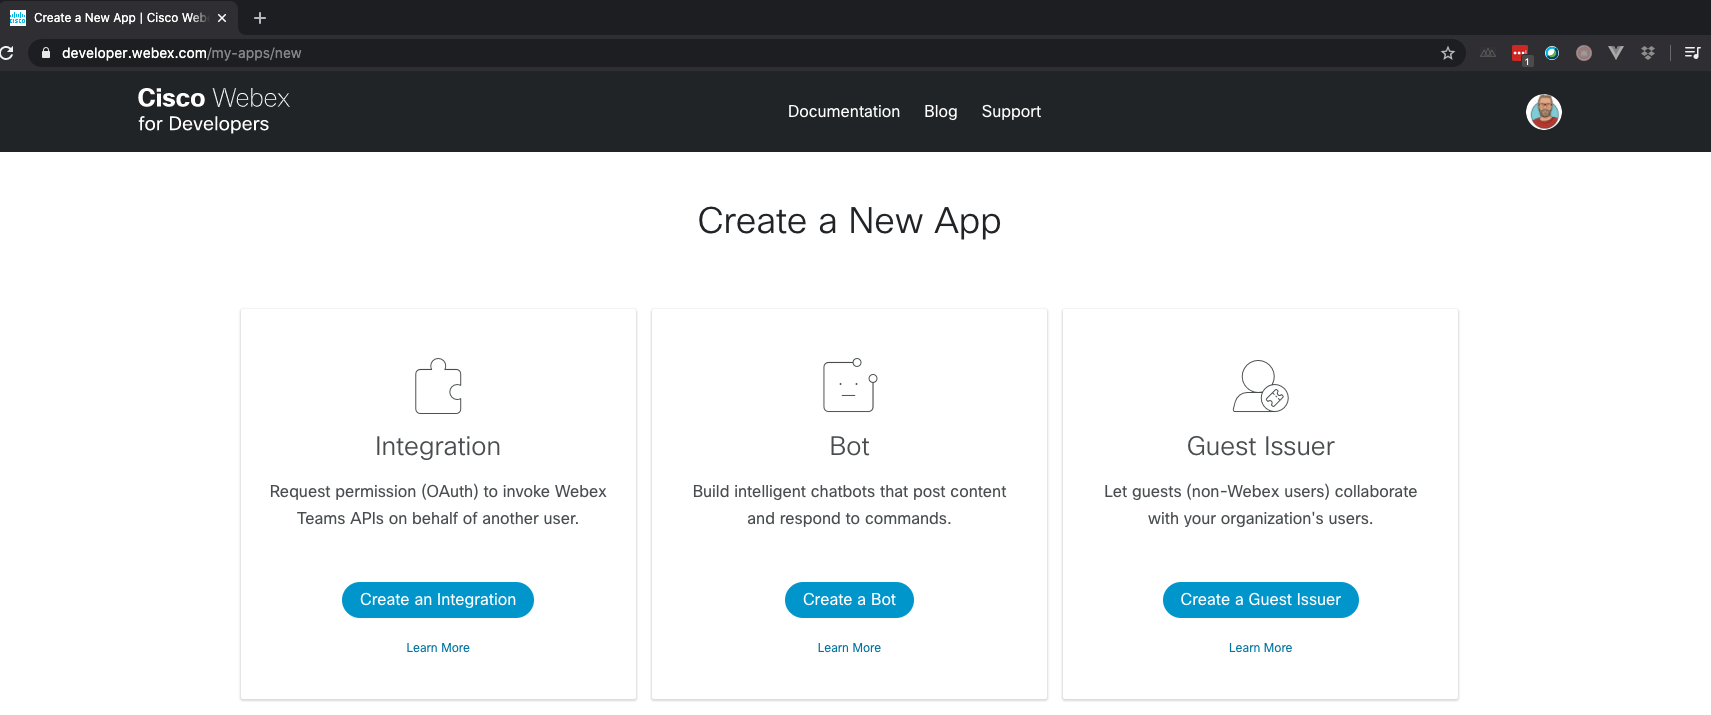 Create a New App | Cisco Web
developer.webex.com/my-apps/new
1
Cisco Webex
for Developers
Documentation
Blog
Support
Create a New App
Integration
Request permission (OAuth) to invoke Webex
Teams APIs on behalf of another user.
Create an Integration
Learn More
Bot
Build intelligent chatbots that post content
and respond to commands.
Create a Bot
Learn More
Guest Issuer
Let guests (non-Webex users) collaborate
with your organization's users.
Create a Guest Issuer
Learn More